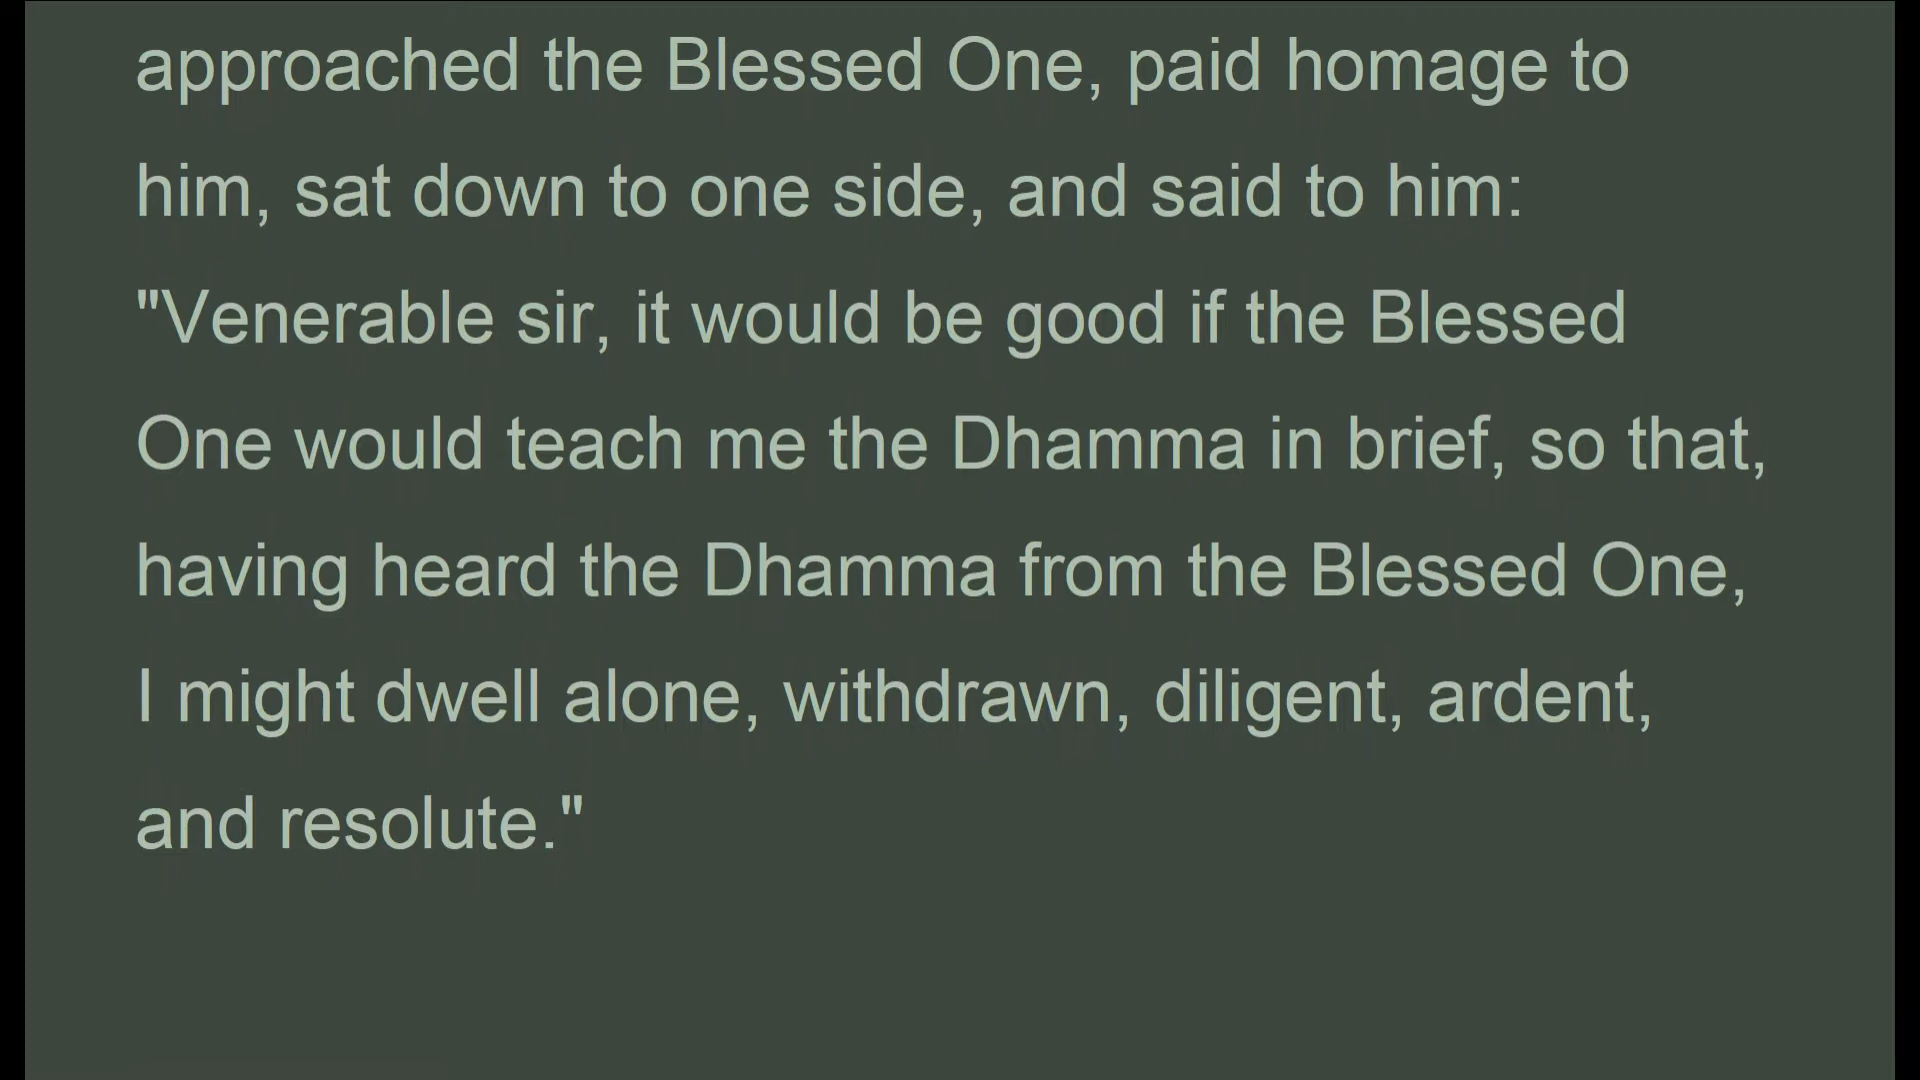 approached the Blessed One, paid homage to
him, sat down to one side, and said to him:
"Venerable sir, it would be good if the Blessed
One would teach me the Dhamma in brief, so that,
having heard the Dhamma from the Blessed One,
I might dwell alone, withdrawn, diligent, ardent,
and resolute."